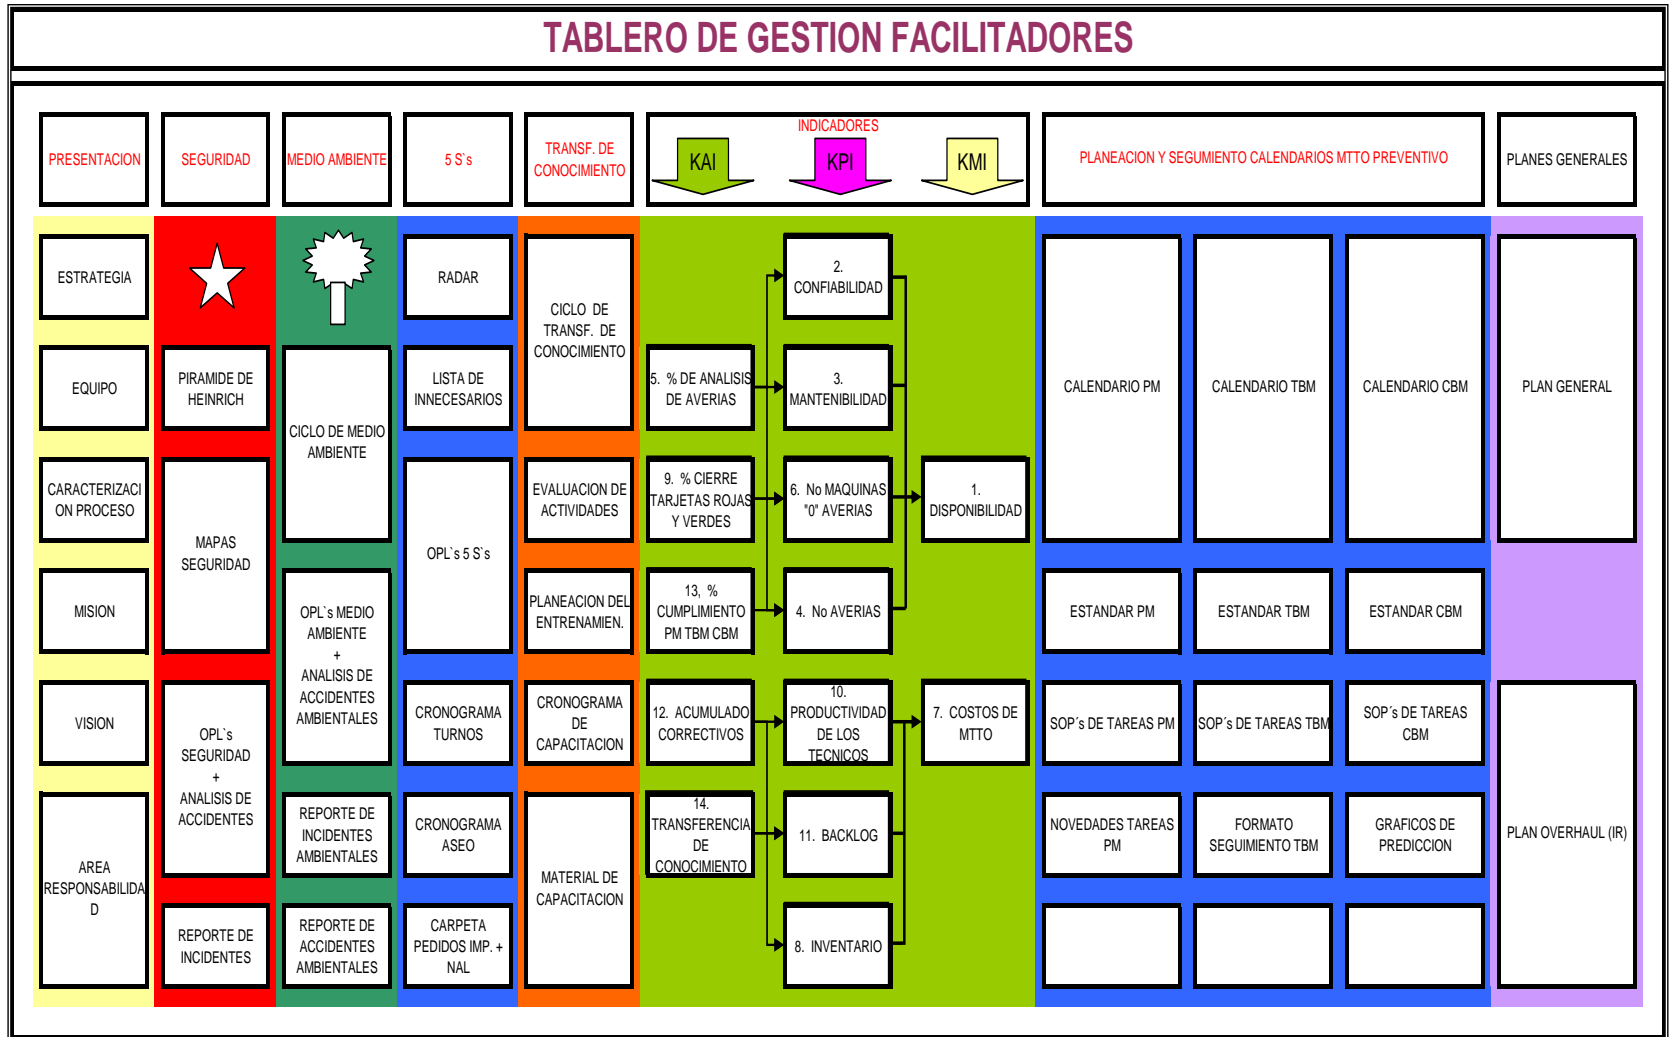 TABLERO DE GESTION FACILITADORES
PRESENTACION
SEGURIDAD
MEDIO AMBIENTE
5 S`s
TRANSF. DE
CONOCIMIENTO
INDICADORES
KAI
KPI
KMI
PLANEACION Y SEGUMIENTO CALENDARIOS MTTO PREVENTIVO
PLANES GENERALES
ESTRATEGIA
EQUIPO
CARACTERIZACI
ON PROCESO
MISION
VISION
AREA
RESPONSABILIDA
D
PIRAMIDE DE
HEINRICH
MAPAS
SEGURIDAD
OPL`s
SEGURIDAD
+
ANALISIS DE
ACCIDENTES
REPORTE DE
INCIDENTES
CICLO DE MEDIO
AMBIENTE
OPL`s MEDIO
AMBIENTE
+
ANALISIS DE
ACCIDENTES
AMBIENTALES
REPORTE DE
INCIDENTES
AMBIENTALES
REPORTE DE
ACCIDENTES
AMBIENTALES
RADAR
LISTA DE
INNECESARIOS
OPL`s 5 S`s
CRONOGRAMA
TURNOS
CRONOGRAMA
ASEO
CARPETA
PEDIDOS IMP. +
NAL
CICLO DE
TRANSF. DE
CONOCIMIENTO
EVALUACION DE
ACTIVIDADES
PLANEACION DEL
ENTRENAMIEN.
CRONOGRAMA
DE
CAPACITACION
MATERIAL DE
CAPACITACION
5. % DE ANALISIS
DE AVERIAS
9. % CIERRE
TARJETAS ROJAS
Y VERDES
13, %
CUMPLIMIENTO
PM TBM CBM
12. ACUMULADO
CORRECTIVOS
14.
TRANSFERENCIA
DE
CONOCIMIENTO
2.
CONFIABILIDAD
3.
MANTENIBILIDAD
6. No MAQUINAS
"0" AVERIAS
4. No AVERIAS
10.
PRODUCTIVIDAD
DE LOS
TECNICOS
11. BACKLOG
8. INVENTARIO
1.
DISPONIBILIDAD
7. COSTOS DE
MTTO
CALENDARIO PM
ESTANDAR PM
SOP´s DE TAREAS PM
NOVEDADES TAREAS
PM
CALENDARIO TBM
ESTANDAR TBM
SOP´s DE TAREAS TBM
FORMATO
SEGUIMIENTO TBM
CALENDARIO CBM
ESTANDAR CBM
SOP´s DE TAREAS
CBM
GRAFICOS DE
PREDICCION
PLAN GENERAL
PLAN OVERHAUL (IR)